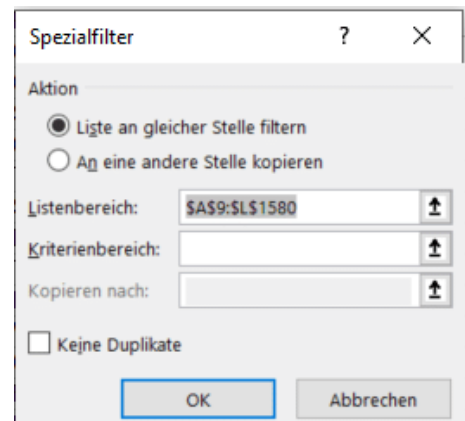 Spezialfilter ? ×
Aktion
Liste an gleicher Stelle filtern
An eine andere Stelle kopieren
Listenbereich: $A$9:$L$1580
Kriterienbereich:
Kopieren nach:
Keine Duplikate
OK Abbrechen